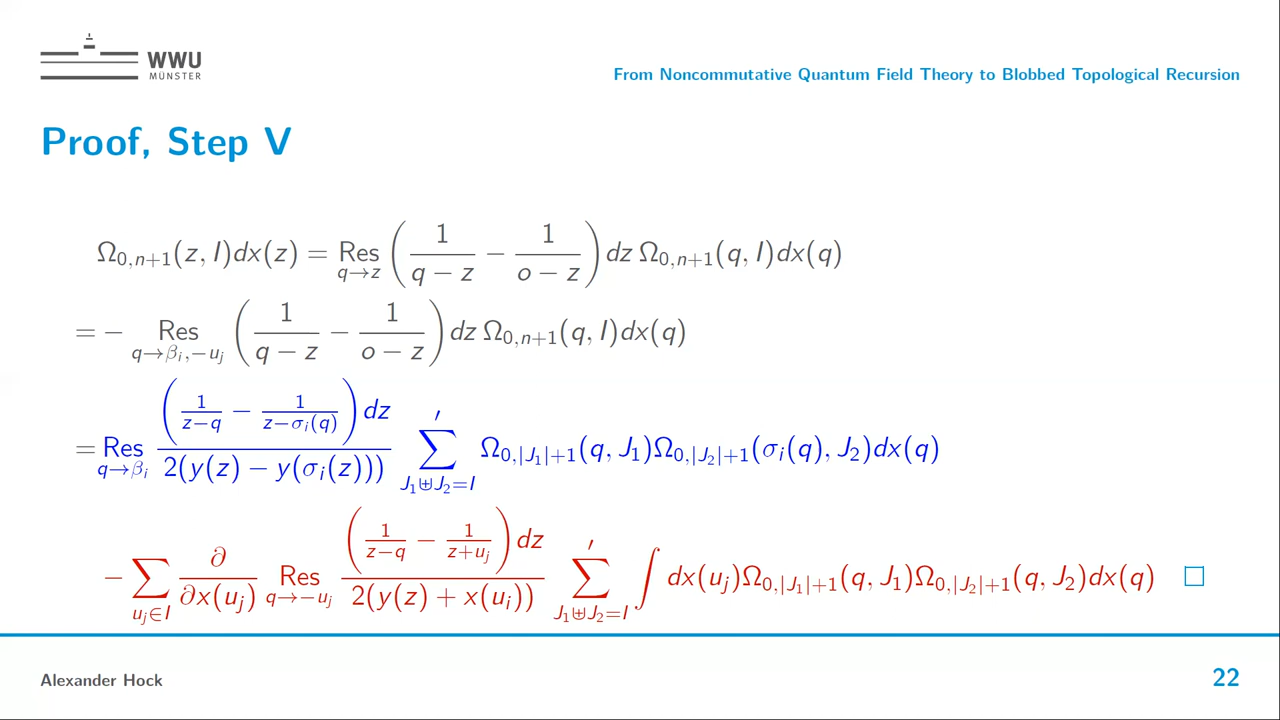 WWU
MÜNSTER
From Noncommutative Quantum Field Theory to Blobbed Topological Recursion
Proof, Step V
Ω_{0,n+1}(z, I)dx(z) = Res_{q→z} (1/(q − z) − 1/(o − z)) dz Ω_{0,n+1}(q, I)dx(q)
= − Res_{q→β_i,−u_j} (1/(q − z) − 1/(o − z)) dz Ω_{0,n+1}(q, I)dx(q)
= Res_{q→β_i} ((1/(z−q) − 1/(z−σ_i(q))) dz)/(2(y(z) − y(σ_i(z)))) ∑′_{J_1⊎J_2=I} Ω_{0,|J_1|+1}(q, J_1)Ω_{0,|J_2|+1}(σ_i(q), J_2)dx(q)
− ∑_{u_j∈I} ∂/∂x(u_j) Res_{q→−u_j} ((1/(z−q) − 1/(z+u_j)) dz)/(2(y(z) + x(u_i))) ∑′_{J_1⊎J_2=I} ∫ dx(u_j)Ω_{0,|J_1|+1}(q, J_1)Ω_{0,|J_2|+1}(q, J_2)dx(q) □
Alexander Hock
22